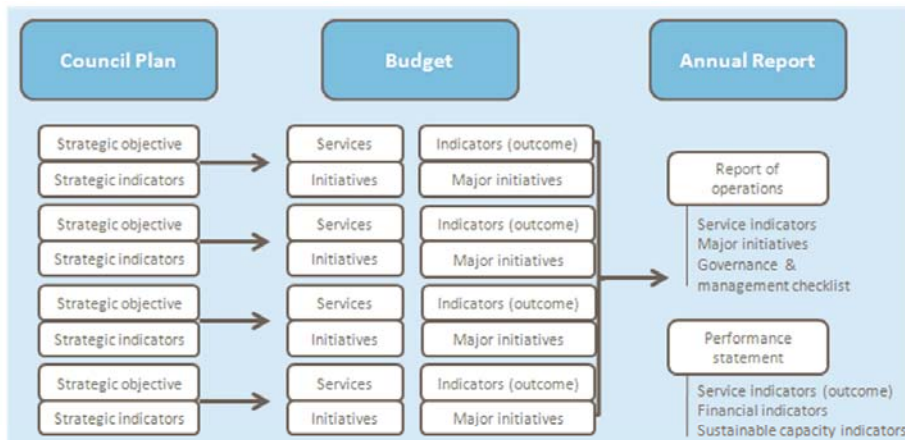 Council Plan
Budget
Annual Report
Strategic objective
Strategic indicators
Services
Initiatives
Indicators (outcome)
Major initiatives
Strategic objective
Strategic indicators
Services
Initiatives
Indicators (outcome)
Major initiatives
Strategic objective
Strategic indicators
Services
Initiatives
Indicators (outcome)
Major initiatives
Strategic objective
Strategic indicators
Services
Initiatives
Indicators (outcome)
Major initiatives
Report of
operations
Service indicators
Major initiatives
Governance &
management checklist
Performance
statement
Service indicators (outcome)
Financial indicators
Sustainable capacity indicators